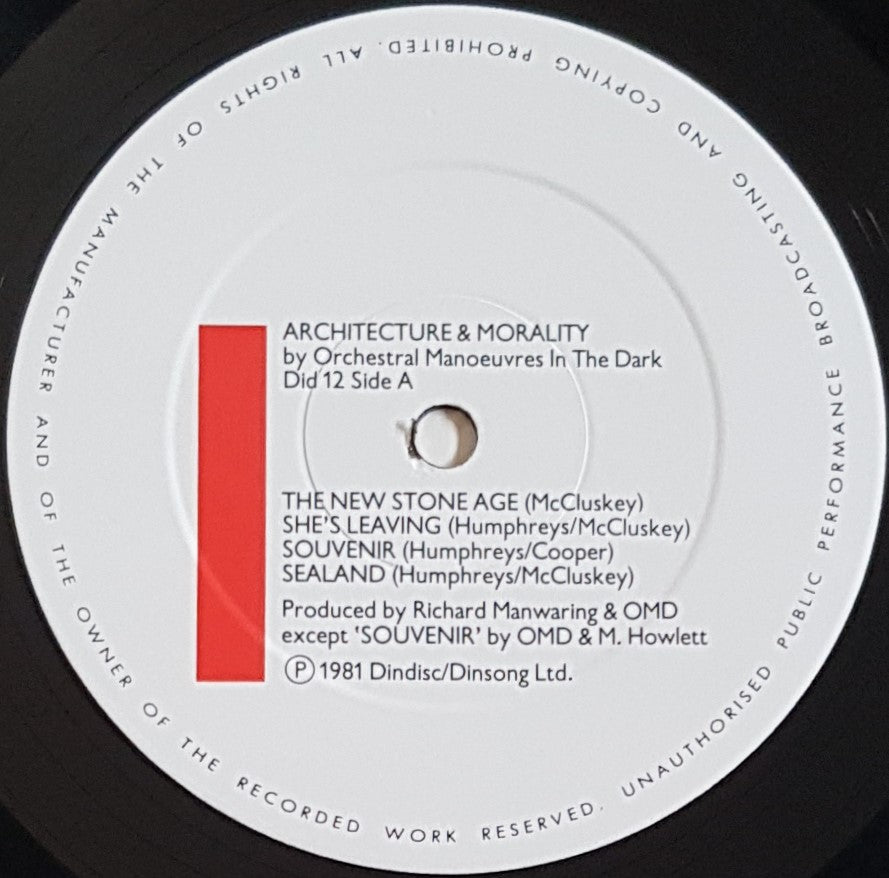 ARCHITECTURE & MORALITY
by Orchestral Manoeuvres In The Dark
Did 12 Side A
THE NEW STONE AGE (McCluskey)
SHE'S LEAVING (Humphreys/McCluskey)
SOUVENIR (Humphreys/Cooper)
SEALAND (Humphreys/McCluskey)
Produced by Richard Manwaring & OMD
except 'SOUVENIR' by OMD & M. Howlett
Ⓟ 1981 Dindisc/Dinsong Ltd.
ALL RIGHTS OF THE MANUFACTURER AND OF THE OWNER OF THE RECORDED WORK RESERVED. UNAUTHORISED PUBLIC PERFORMANCE BROADCASTING AND COPYING PROHIBITED.